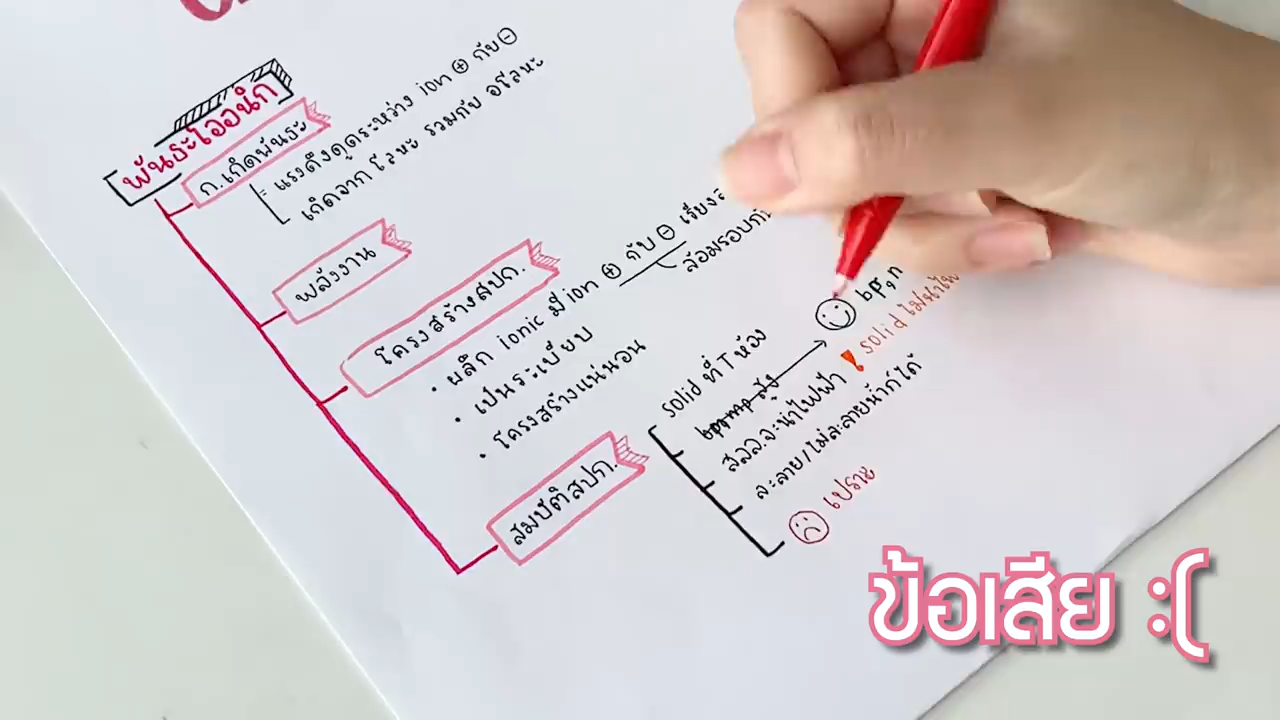 พันธะไอออนิก
ก.เกิดพันธะ
แรงดึงดูดระหว่าง ion ⊕ กับ ⊖
เกิดจาก โลหะ รวมกับ อโลหะ
พลังงาน
โครงสร้างสปก.
• ผลึก ionic มี ion ⊕ กับ ⊖ เรียง
ล้อมรอบ
• เป็นระเบียบ
• โครงสร้างแน่นอน
สมบัติสปก.
solid ที่ T ห้อง
สูง
สลล.จะนำไฟฟ้า ! solid ไม่นำ
ละลาย/ไม่ละลายน้ำก็ได้
เปราะ
ข้อเสีย :(